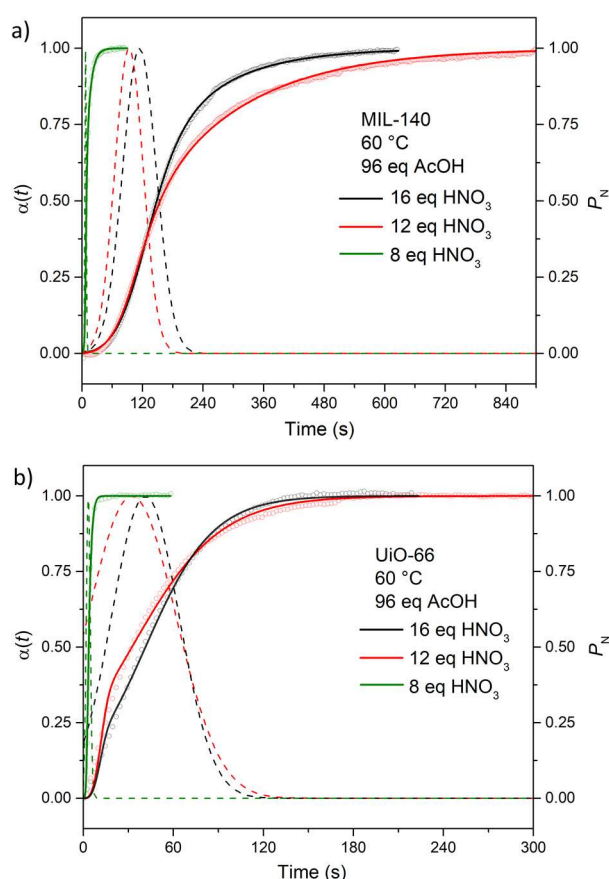 a)
1.00
0.75
0.50
0.25
0.00
α(t)
1.00
0.75
0.50
0.25
0.00
P_N
MIL-140
60 °C
96 eq AcOH
16 eq HNO₃
12 eq HNO₃
8 eq HNO₃
0 120 240 360 480 600 720 840
Time (s)
b)
1.00
0.75
0.50
0.25
0.00
α(t)
1.00
0.75
0.50
0.25
0.00
P_N
UiO-66
60 °C
96 eq AcOH
16 eq HNO₃
12 eq HNO₃
8 eq HNO₃
0 60 120 180 240 300
Time (s)